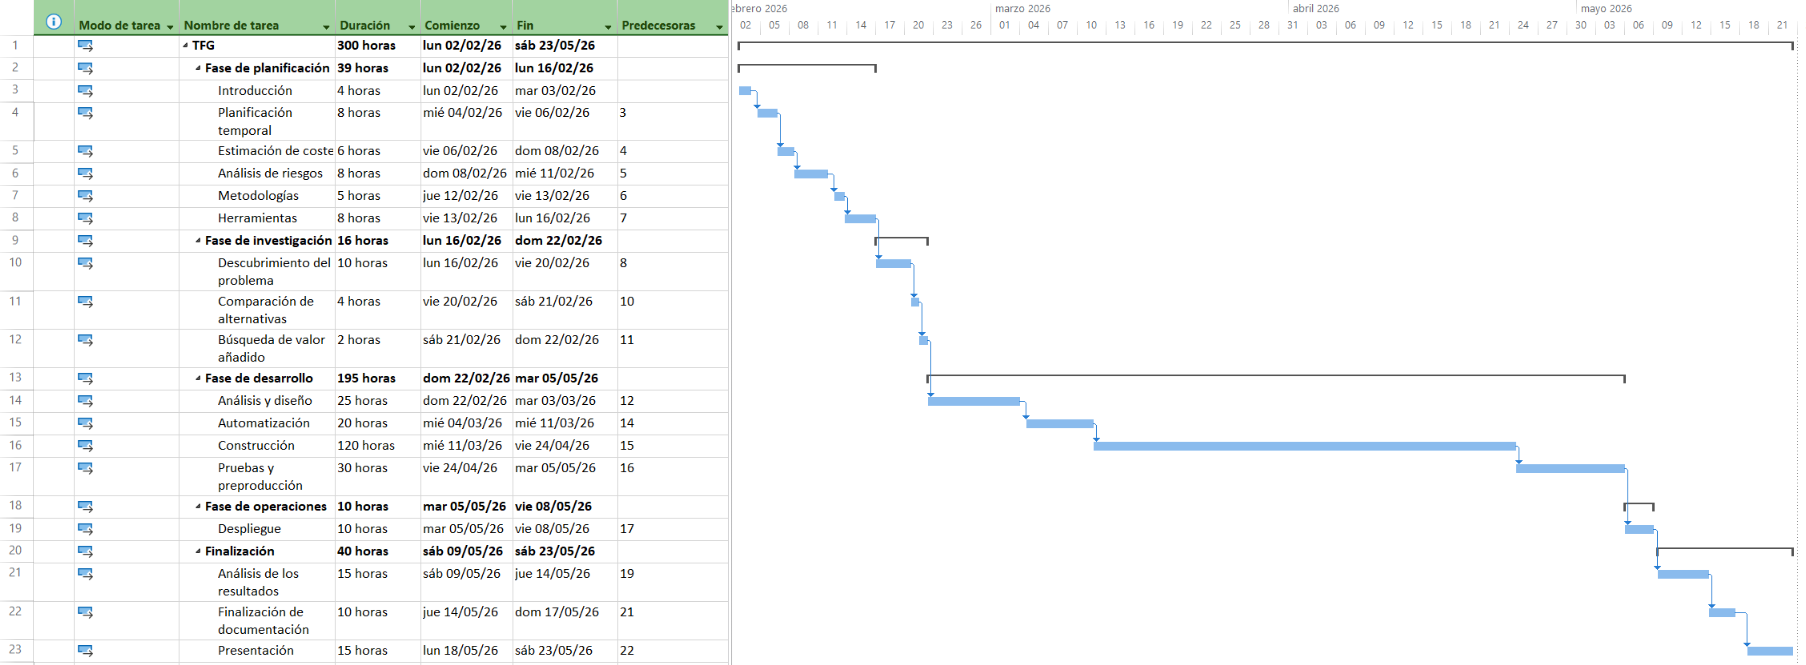 Modo de tarea Nombre de tarea Duración Comienzo Fin Predecesoras
1 TFG 300 horas lun 02/02/26 sáb 23/05/26
2 Fase de planificación 39 horas lun 02/02/26 lun 16/02/26
3 Introducción 4 horas lun 02/02/26 mar 03/02/26
4 Planificación 8 horas mié 04/02/26 vie 06/02/26 3
temporal
5 Estimación de coste 6 horas vie 06/02/26 dom 08/02/26 4
6 Análisis de riesgos 8 horas dom 08/02/26 mié 11/02/26 5
7 Metodologías 5 horas jue 12/02/26 vie 13/02/26 6
8 Herramientas 8 horas vie 13/02/26 lun 16/02/26 7
9 Fase de investigación 16 horas lun 16/02/26 dom 22/02/26
10 Descubrimiento del 10 horas lun 16/02/26 vie 20/02/26 8
problema
11 Comparación de 4 horas vie 20/02/26 sáb 21/02/26 10
alternativas
12 Búsqueda de valor 2 horas sáb 21/02/26 dom 22/02/26 11
añadido
13 Fase de desarrollo 195 horas dom 22/02/26 mar 05/05/26
14 Análisis y diseño 25 horas dom 22/02/26 mar 03/03/26 12
15 Automatización 20 horas mié 04/03/26 mié 11/03/26 14
16 Construcción 120 horas mié 11/03/26 vie 24/04/26 15
17 Pruebas y 30 horas vie 24/04/26 mar 05/05/26 16
preproducción
18 Fase de operaciones 10 horas mar 05/05/26 vie 08/05/26
19 Despliegue 10 horas mar 05/05/26 vie 08/05/26 17
20 Finalización 40 horas sáb 09/05/26 sáb 23/05/26
21 Análisis de los 15 horas sáb 09/05/26 jue 14/05/26 19
resultados
22 Finalización de 10 horas jue 14/05/26 dom 17/05/26 21
documentación
23 Presentación 15 horas lun 18/05/26 sáb 23/05/26 22
ebrero 2026 marzo 2026 abril 2026 mayo 2026
02 05 08 11 14 17 20 23 26 01 04 07 10 13 16 19 22 25 28 31 03 06 09 12 15 18 21 24 27 30 03 06 09 12 15 18 21